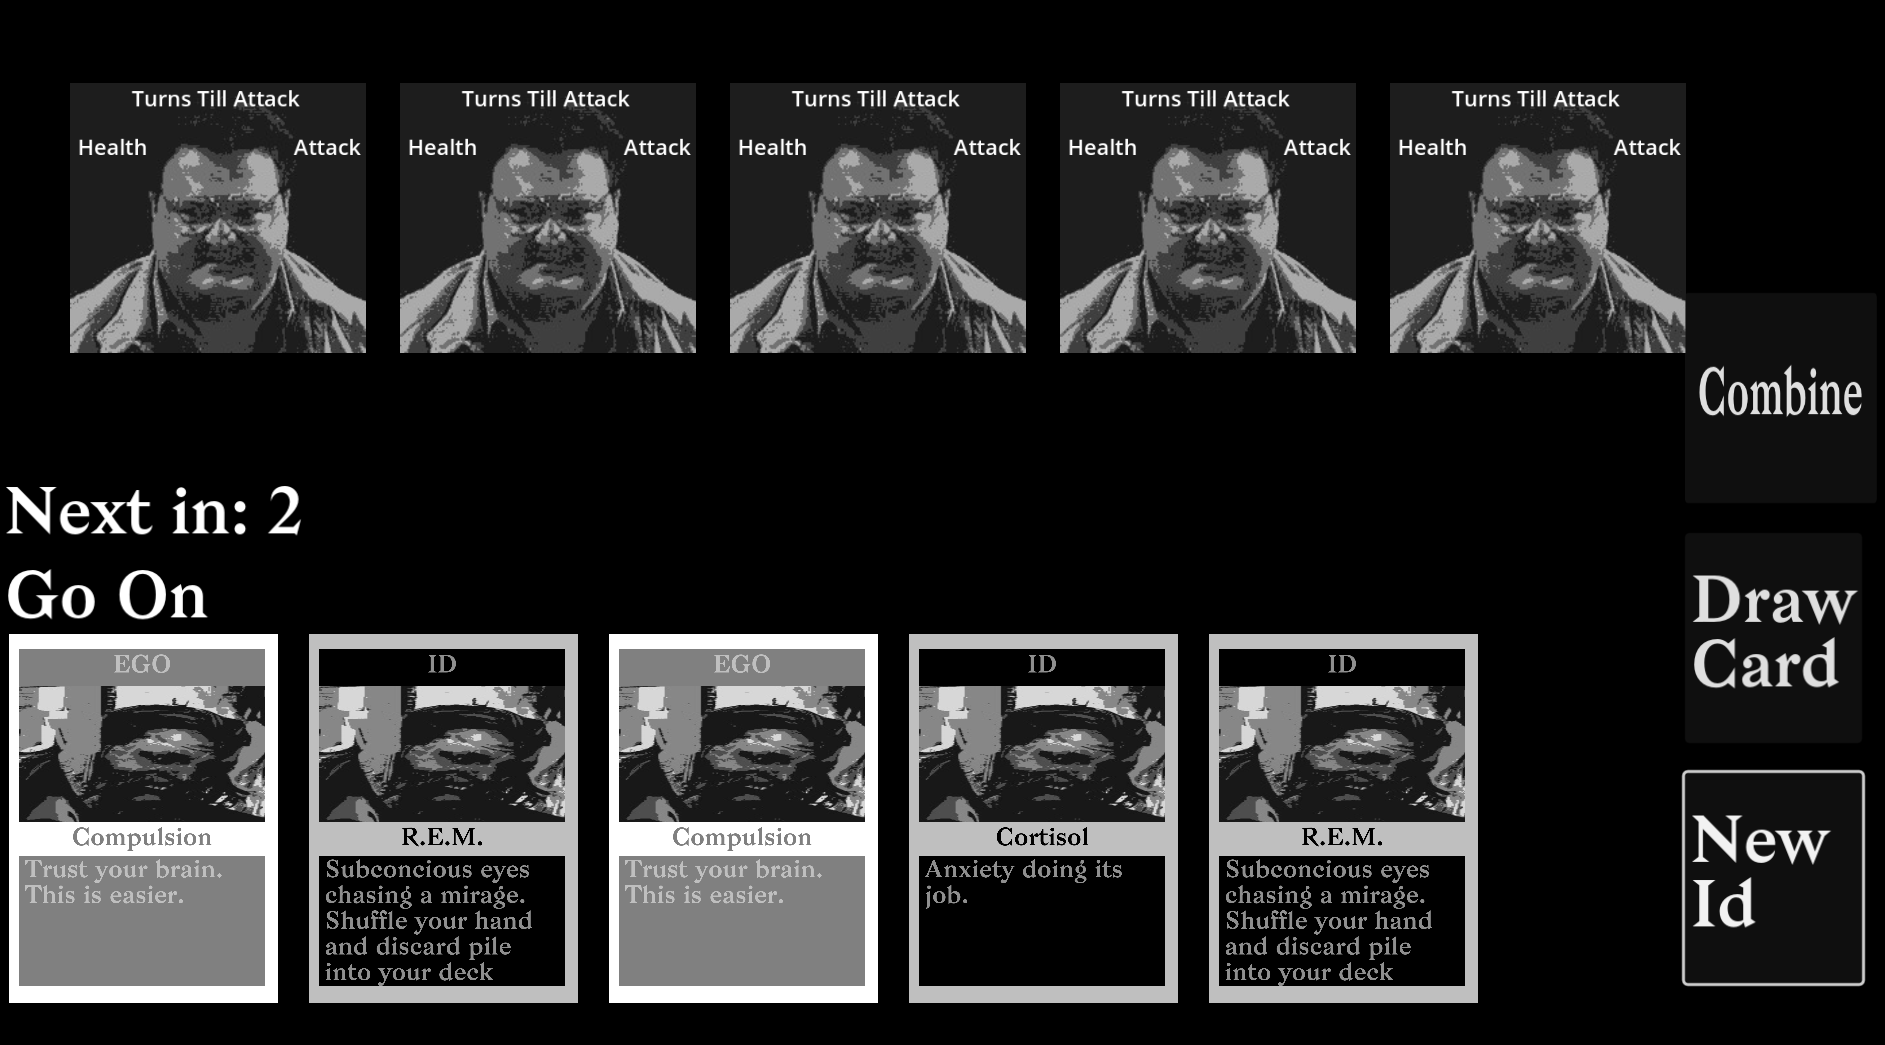 Turns Till Attack
Health
Attack
Turns Till Attack
Health
Attack
Turns Till Attack
Health
Attack
Turns Till Attack
Health
Attack
Turns Till Attack
Health
Attack
Combine
Next in: 2
Go On
Draw
Card
New
Id
EGO
Compulsion
Trust your brain.
This is easier.
ID
R.E.M.
Subconcious eyes
chasing a mirage.
Shuffle your hand
and discard pile
into your deck
EGO
Compulsion
Trust your brain.
This is easier.
ID
Cortisol
Anxiety doing its
job.
ID
R.E.M.
Subconcious eyes
chasing a mirage.
Shuffle your hand
and discard pile
into your deck